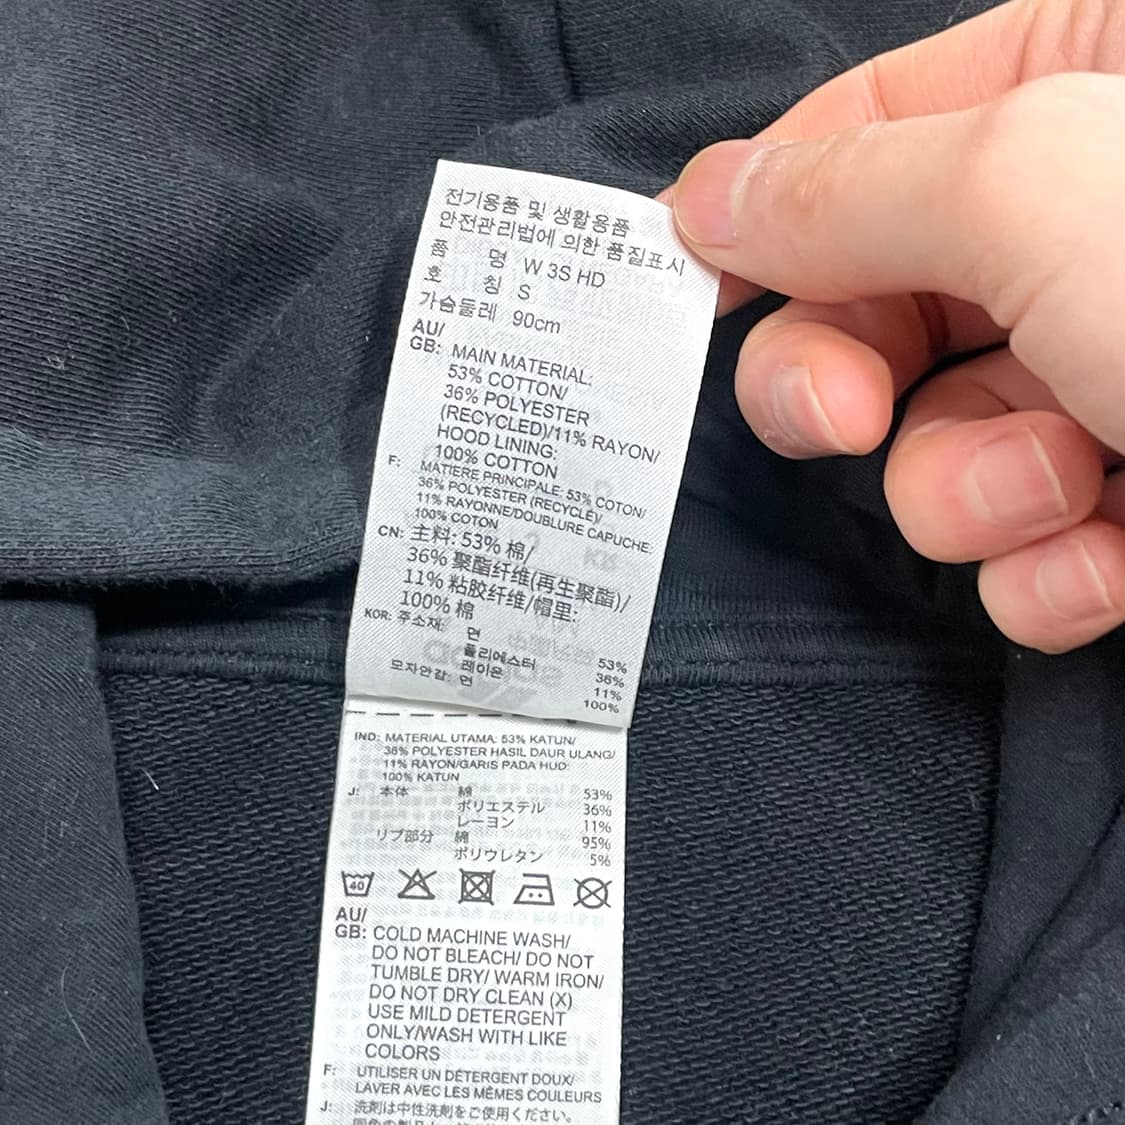 전기용품 및 생활용품
안전관리법에 의한 품질표시
품 명 W 3S HD
호 칭 S
가슴둘레 90cm
AU/
GB: MAIN MATERIAL:
53% COTTON/
36% POLYESTER
(RECYCLED)/11% RAYON/
HOOD LINING:
100% COTTON
F: MATIERE PRINCIPALE: 53% COTON/
36% POLYESTER (RECYCLÉ)/
11% RAYONNE/DOUBLURE CAPUCHE:
100% COTON
CN: 主料: 53% 棉/
36% 聚酯纤维(再生聚酯)/
11% 粘胶纤维/帽里:
100% 棉
KOR: 주소재: 면 53%
폴리에스터 36%
레이온 11%
모자안감: 면 100%
IND: MATERIAL UTAMA: 53% KATUN/
36% POLYESTER HASIL DAUR ULANG/
11% RAYON/GARIS PADA HUD:
100% KATUN
J: 本体 綿 53%
ポリエステル 36%
レーヨン 11%
リブ部分 綿 95%
ポリウレタン 5%
40
AU/
GB: COLD MACHINE WASH/
DO NOT BLEACH/ DO NOT
TUMBLE DRY/ WARM IRON/
DO NOT DRY CLEAN (X)
USE MILD DETERGENT
ONLY/WASH WITH LIKE
COLORS
F: UTILISER UN DÉTERGENT DOUX/
LAVER AVEC LES MÊMES COULEURS
J: 洗剤は中性洗剤をご使用ください。